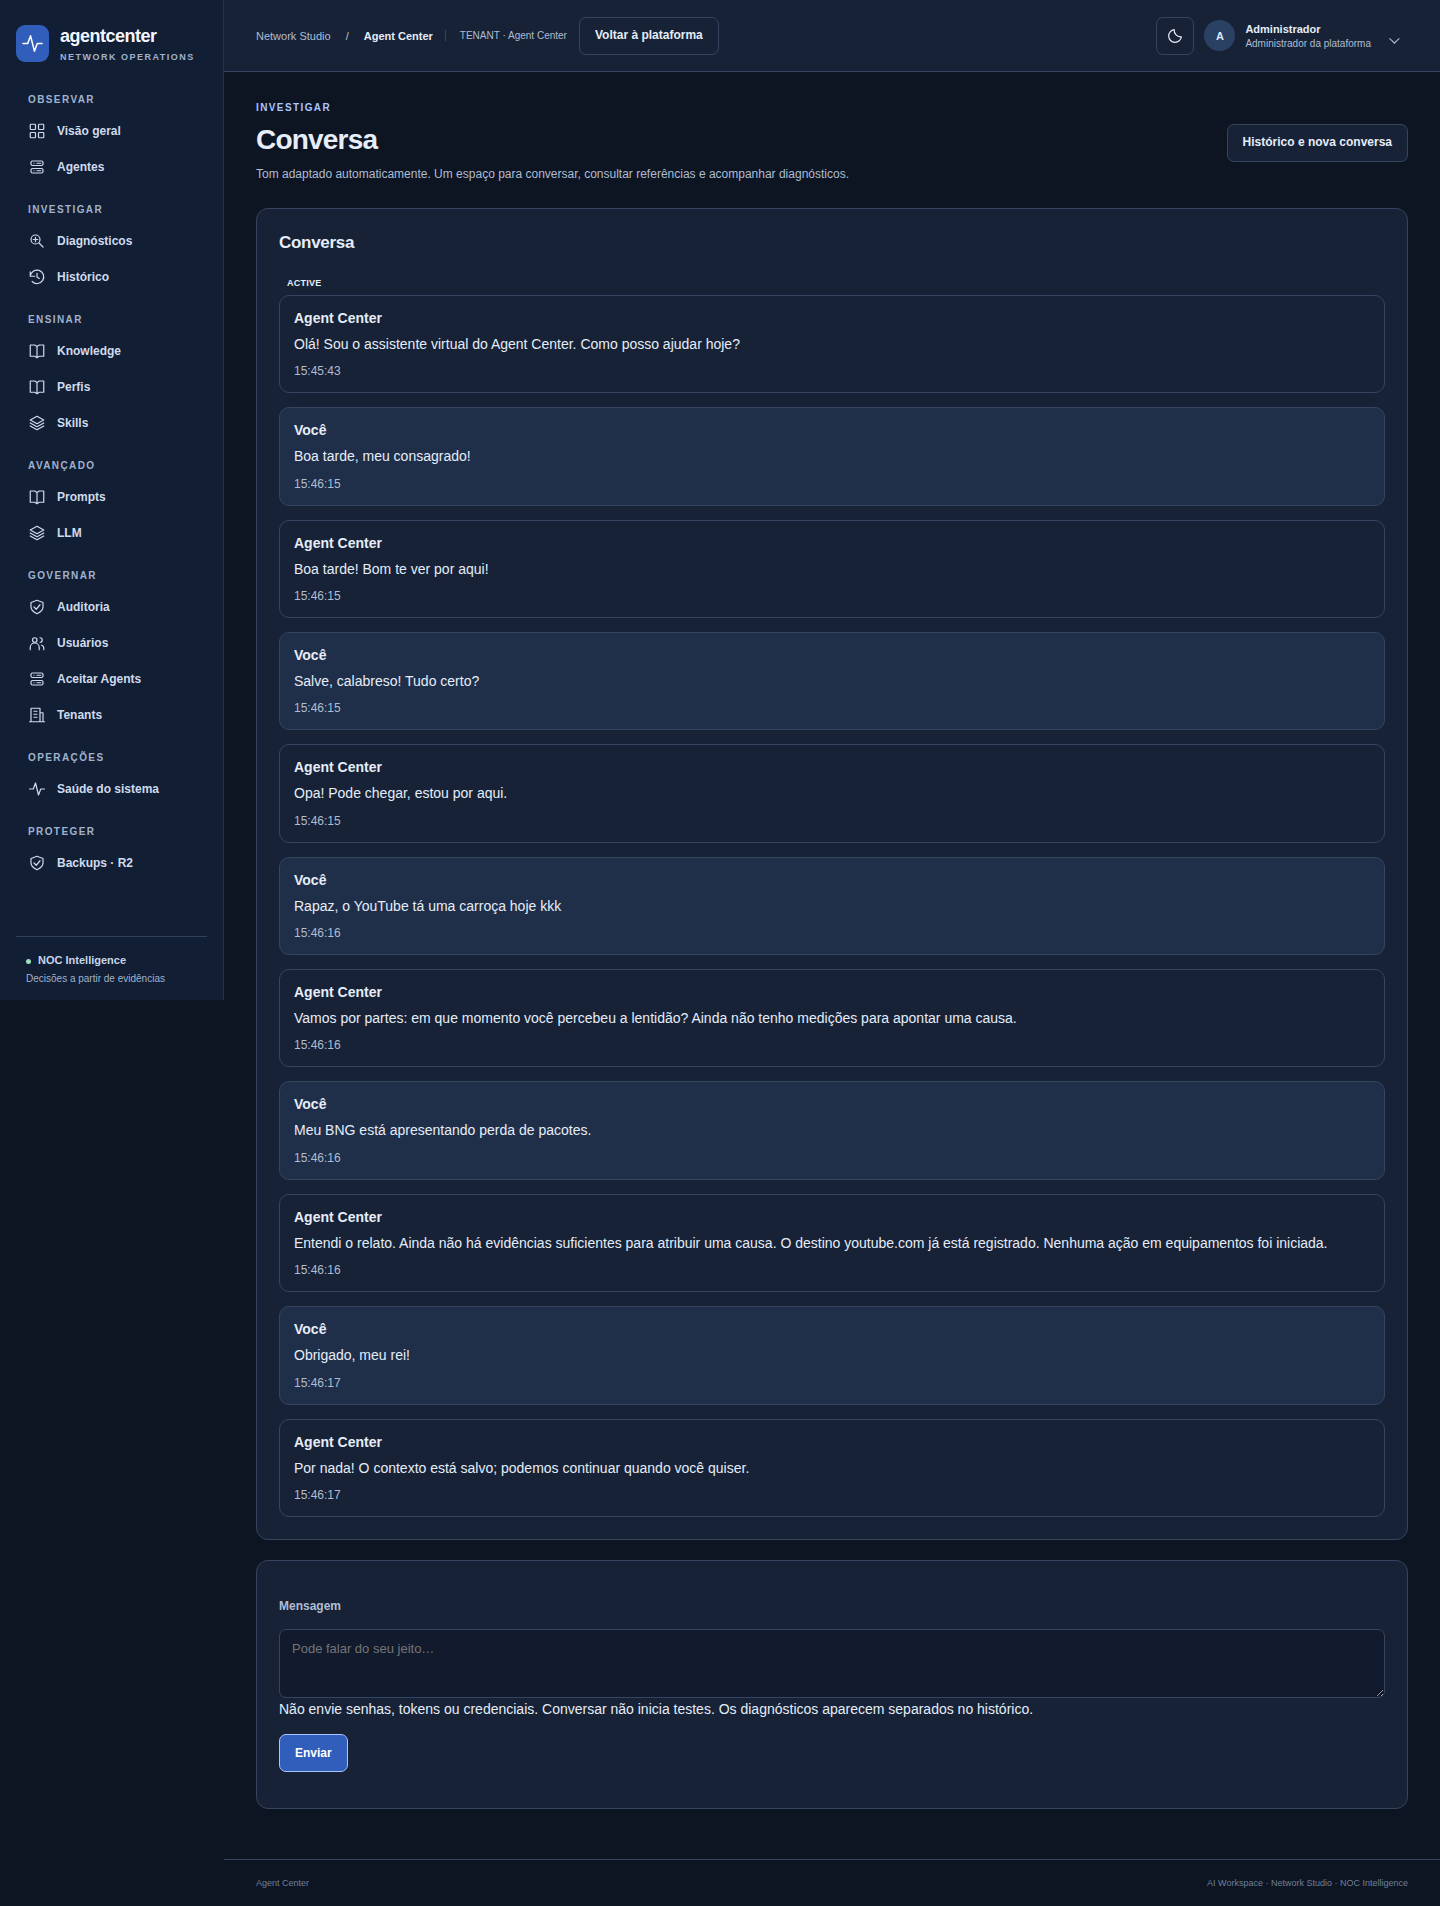 agentcenter
NETWORK OPERATIONS
OBSERVAR
Visão geral
Agentes
INVESTIGAR
Diagnósticos
Histórico
ENSINAR
Knowledge
Perfis
Skills
AVANÇADO
Prompts
LLM
GOVERNAR
Auditoria
Usuários
Aceitar Agents
Tenants
OPERAÇÕES
Saúde do sistema
PROTEGER
Backups · R2
NOC Intelligence
Decisões a partir de evidências
Network Studio / Agent Center TENANT · Agent Center Voltar à plataforma
A Administrador
Administrador da plataforma
INVESTIGAR
Conversa
Histórico e nova conversa
Tom adaptado automaticamente. Um espaço para conversar, consultar referências e acompanhar diagnósticos.
Conversa
ACTIVE
Agent Center
Olá! Sou o assistente virtual do Agent Center. Como posso ajudar hoje?
15:45:43
Você
Boa tarde, meu consagrado!
15:46:15
Agent Center
Boa tarde! Bom te ver por aqui!
15:46:15
Você
Salve, calabreso! Tudo certo?
15:46:15
Agent Center
Opa! Pode chegar, estou por aqui.
15:46:15
Você
Rapaz, o YouTube tá uma carroça hoje kkk
15:46:16
Agent Center
Vamos por partes: em que momento você percebeu a lentidão? Ainda não tenho medições para apontar uma causa.
15:46:16
Você
Meu BNG está apresentando perda de pacotes.
15:46:16
Agent Center
Entendi o relato. Ainda não há evidências suficientes para atribuir uma causa. O destino youtube.com já está registrado. Nenhuma ação em equipamentos foi iniciada.
15:46:16
Você
Obrigado, meu rei!
15:46:17
Agent Center
Por nada! O contexto está salvo; podemos continuar quando você quiser.
15:46:17
Mensagem
Pode falar do seu jeito…
Não envie senhas, tokens ou credenciais. Conversar não inicia testes. Os diagnósticos aparecem separados no histórico.
Enviar
Agent Center
AI Workspace · Network Studio · NOC Intelligence